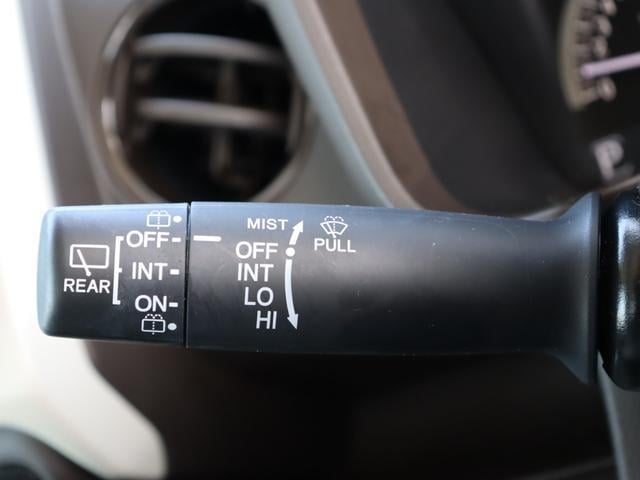 REAR
OFF
INT
ON
MIST
OFF
INT
LO
HI
PULL
P